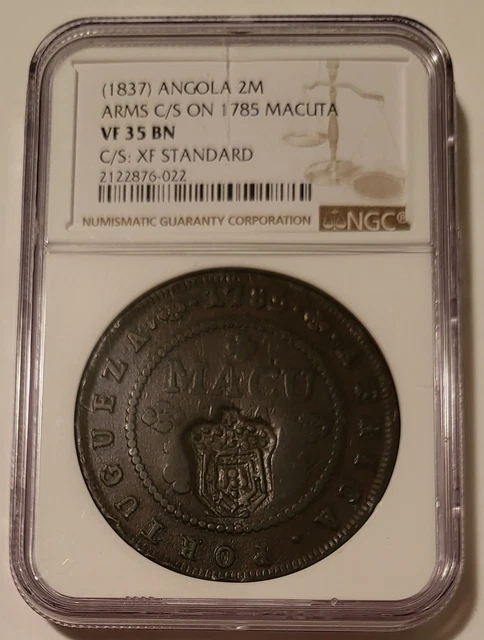 (1837) ANGOLA 2M
ARMS C/S ON 1785 MACUTA
VF 35 BN
C/S: XF STANDARD
2122876-022
NUMISMATIC GUARANTY CORPORATION
NGC®
AFRICA · PORTUGUEZA
MACU